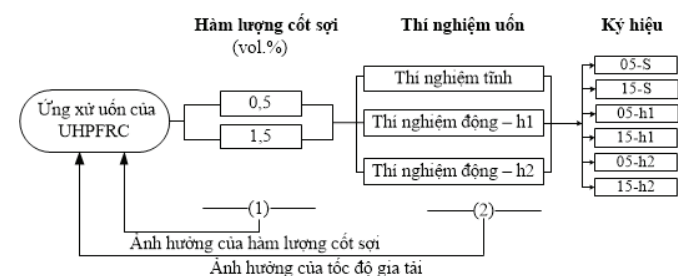 Hàm lượng cốt sợi
(vol.%)
Thí nghiệm uốn
Ký hiệu
Ứng xử uốn của
UHPFRC
0,5
1,5
Thí nghiệm tĩnh
Thí nghiệm động – h1
Thí nghiệm động – h2
05-S
15-S
05-h1
15-h1
05-h2
15-h2
(1)
(2)
Ảnh hưởng của hàm lượng cốt sợi
Ảnh hưởng của tốc độ gia tải